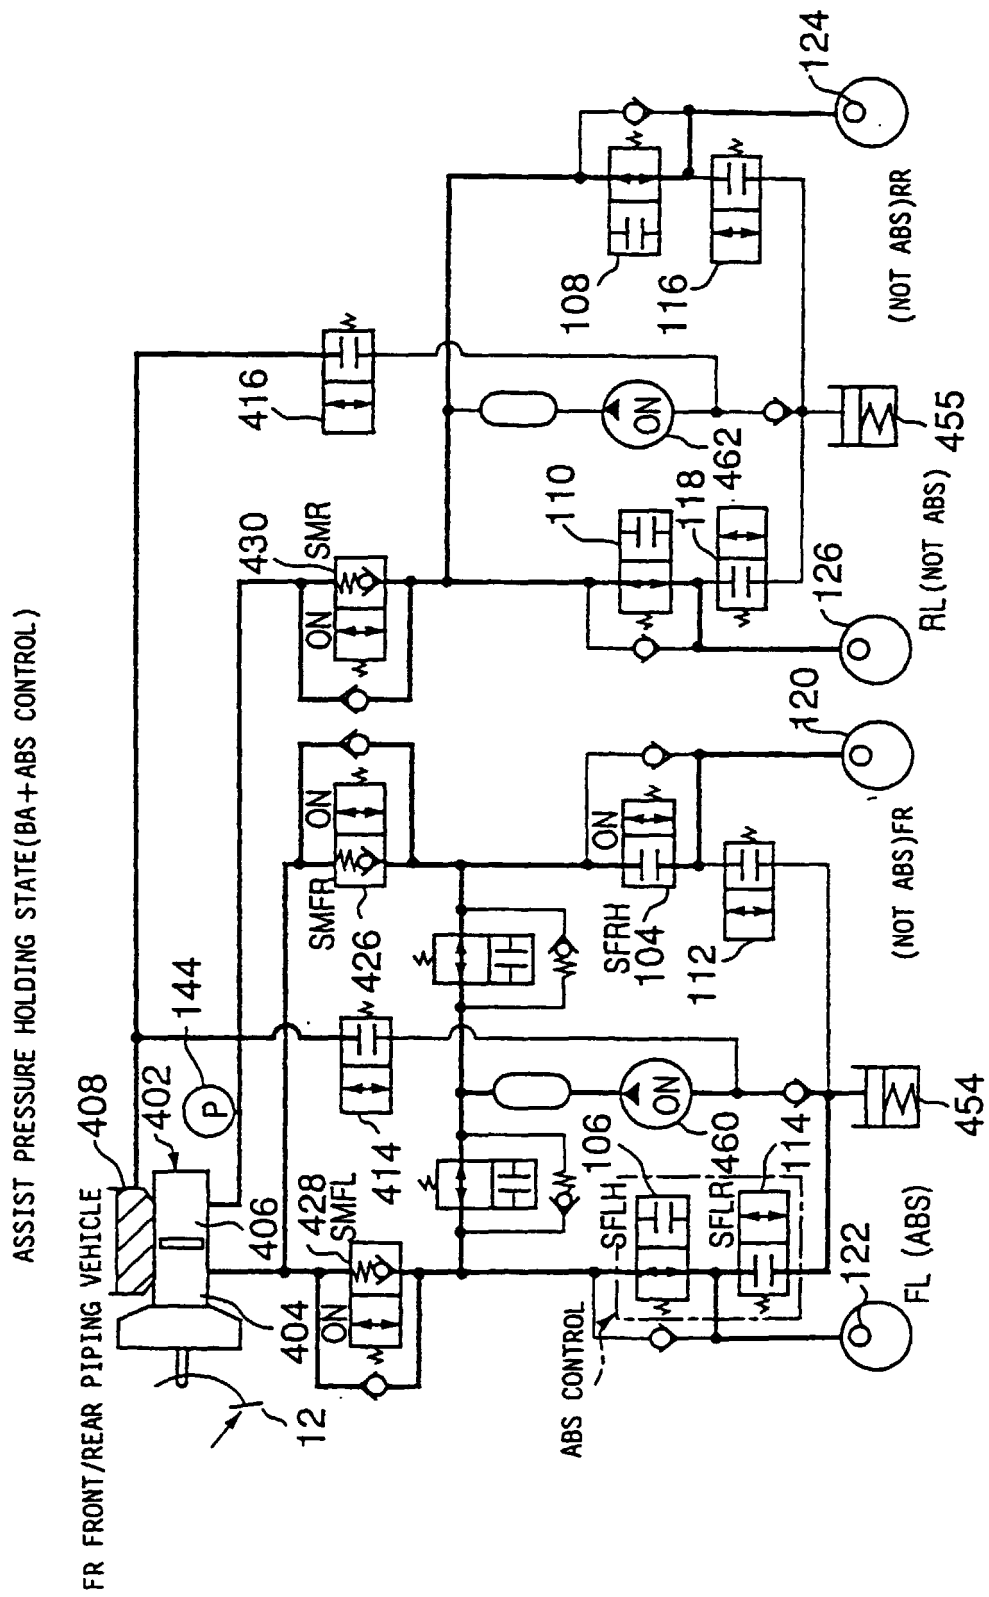 ASSIST PRESSURE HOLDING STATE(BA+ABS CONTROL)
FR FRONT/REAR PIPING VEHICLE
408
402
144
P
406
404
12
416
430
SMR
ON
ON
SMFR
426
414
428
SMFL
ON
124
108
116
(NOT ABS)RR
ON
462
455
110
118
126
RL(NOT ABS)
120
ON
SFRH
104
112
(NOT ABS)FR
ON
460
454
106
SFLH
SFLR
114
ABS CONTROL
122
FL (ABS)